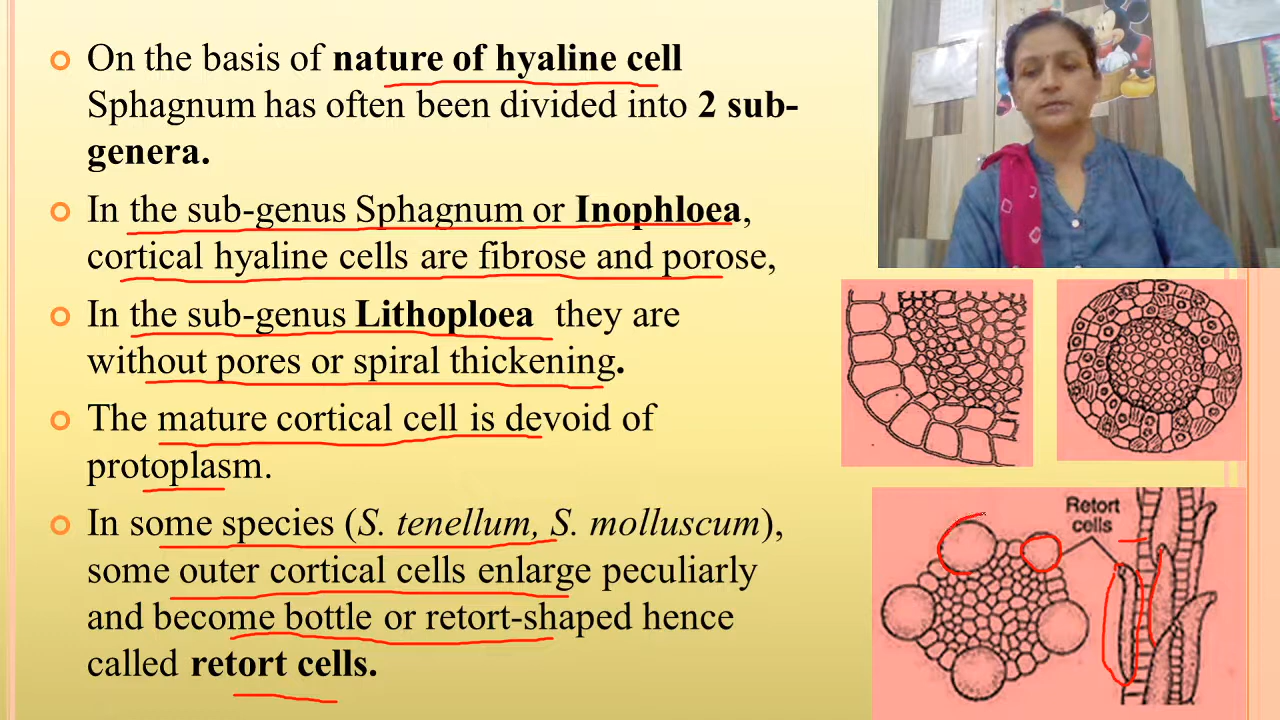 On the basis of nature of hyaline cell
Sphagnum has often been divided into 2 sub-
genera.
In the sub-genus Sphagnum or Inophloea,
cortical hyaline cells are fibrose and porose,
In the sub-genus Lithoploea they are
without pores or spiral thickening.
The mature cortical cell is devoid of
protoplasm.
In some species (S. tenellum, S. molluscum),
some outer cortical cells enlarge peculiarly
and become bottle or retort-shaped hence
called retort cells.
Retort
cells